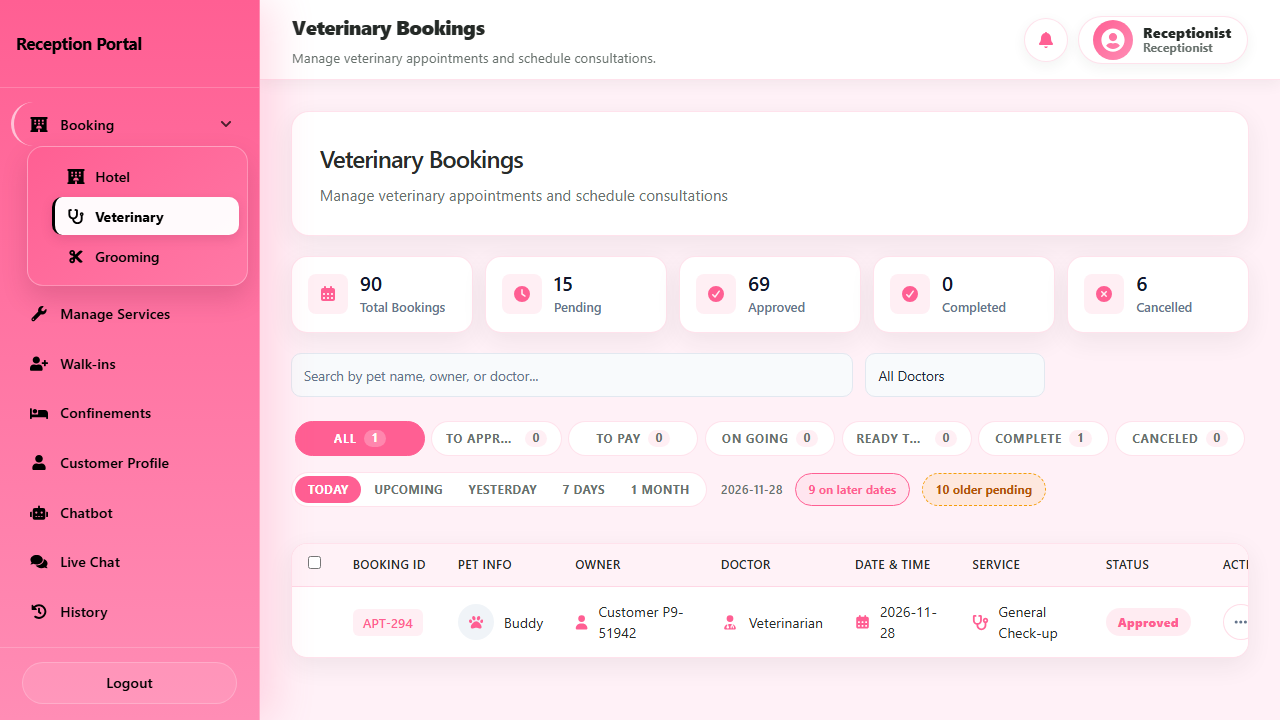 Reception Portal
Booking
Hotel
Veterinary
Grooming
Manage Services
Walk-ins
Confinements
Customer Profile
Chatbot
Live Chat
History
Logout
Veterinary Bookings
Manage veterinary appointments and schedule consultations.
Receptionist
Receptionist
Veterinary Bookings
Manage veterinary appointments and schedule consultations
90
Total Bookings
15
Pending
69
Approved
0
Completed
6
Cancelled
Search by pet name, owner, or doctor...
All Doctors
ALL 1
TO APPR... 0
TO PAY 0
ON GOING 0
READY T... 0
COMPLETE 1
CANCELED 0
TODAY UPCOMING YESTERDAY 7 DAYS 1 MONTH 2026-11-28 9 on later dates 10 older pending
BOOKING ID PET INFO OWNER DOCTOR DATE & TIME SERVICE STATUS ACTI
APT-294
Buddy
Customer P9-
51942
Veterinarian
2026-11-
28
General
Check-up
Approved